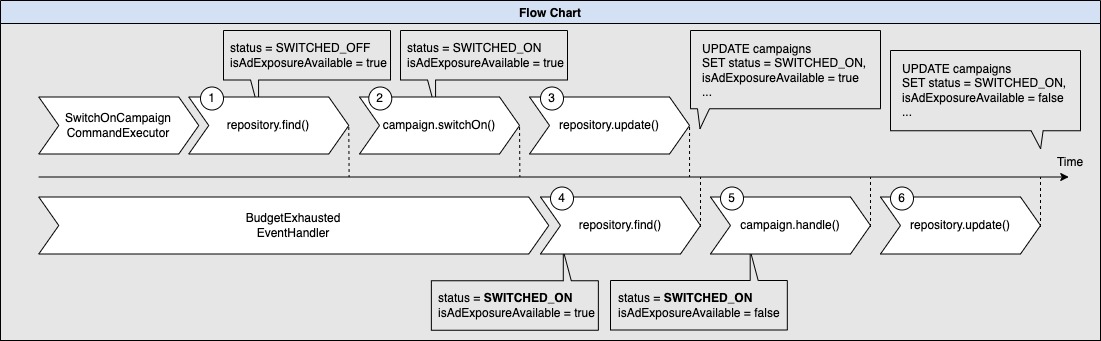 Flow Chart
status = SWITCHED_OFF
isAdExposureAvailable = true
status = SWITCHED_ON
isAdExposureAvailable = true
UPDATE campaigns
SET status = SWITCHED_ON,
isAdExposureAvailable = true
...
UPDATE campaigns
SET status = SWITCHED_ON,
isAdExposureAvailable = false
...
SwitchOnCampaign
CommandExecutor
1
repository.find()
2
campaign.switchOn()
3
repository.update()
Time
BudgetExhausted
EventHandler
4
repository.find()
5
campaign.handle()
6
repository.update()
status = SWITCHED_ON
isAdExposureAvailable = true
status = SWITCHED_ON
isAdExposureAvailable = false